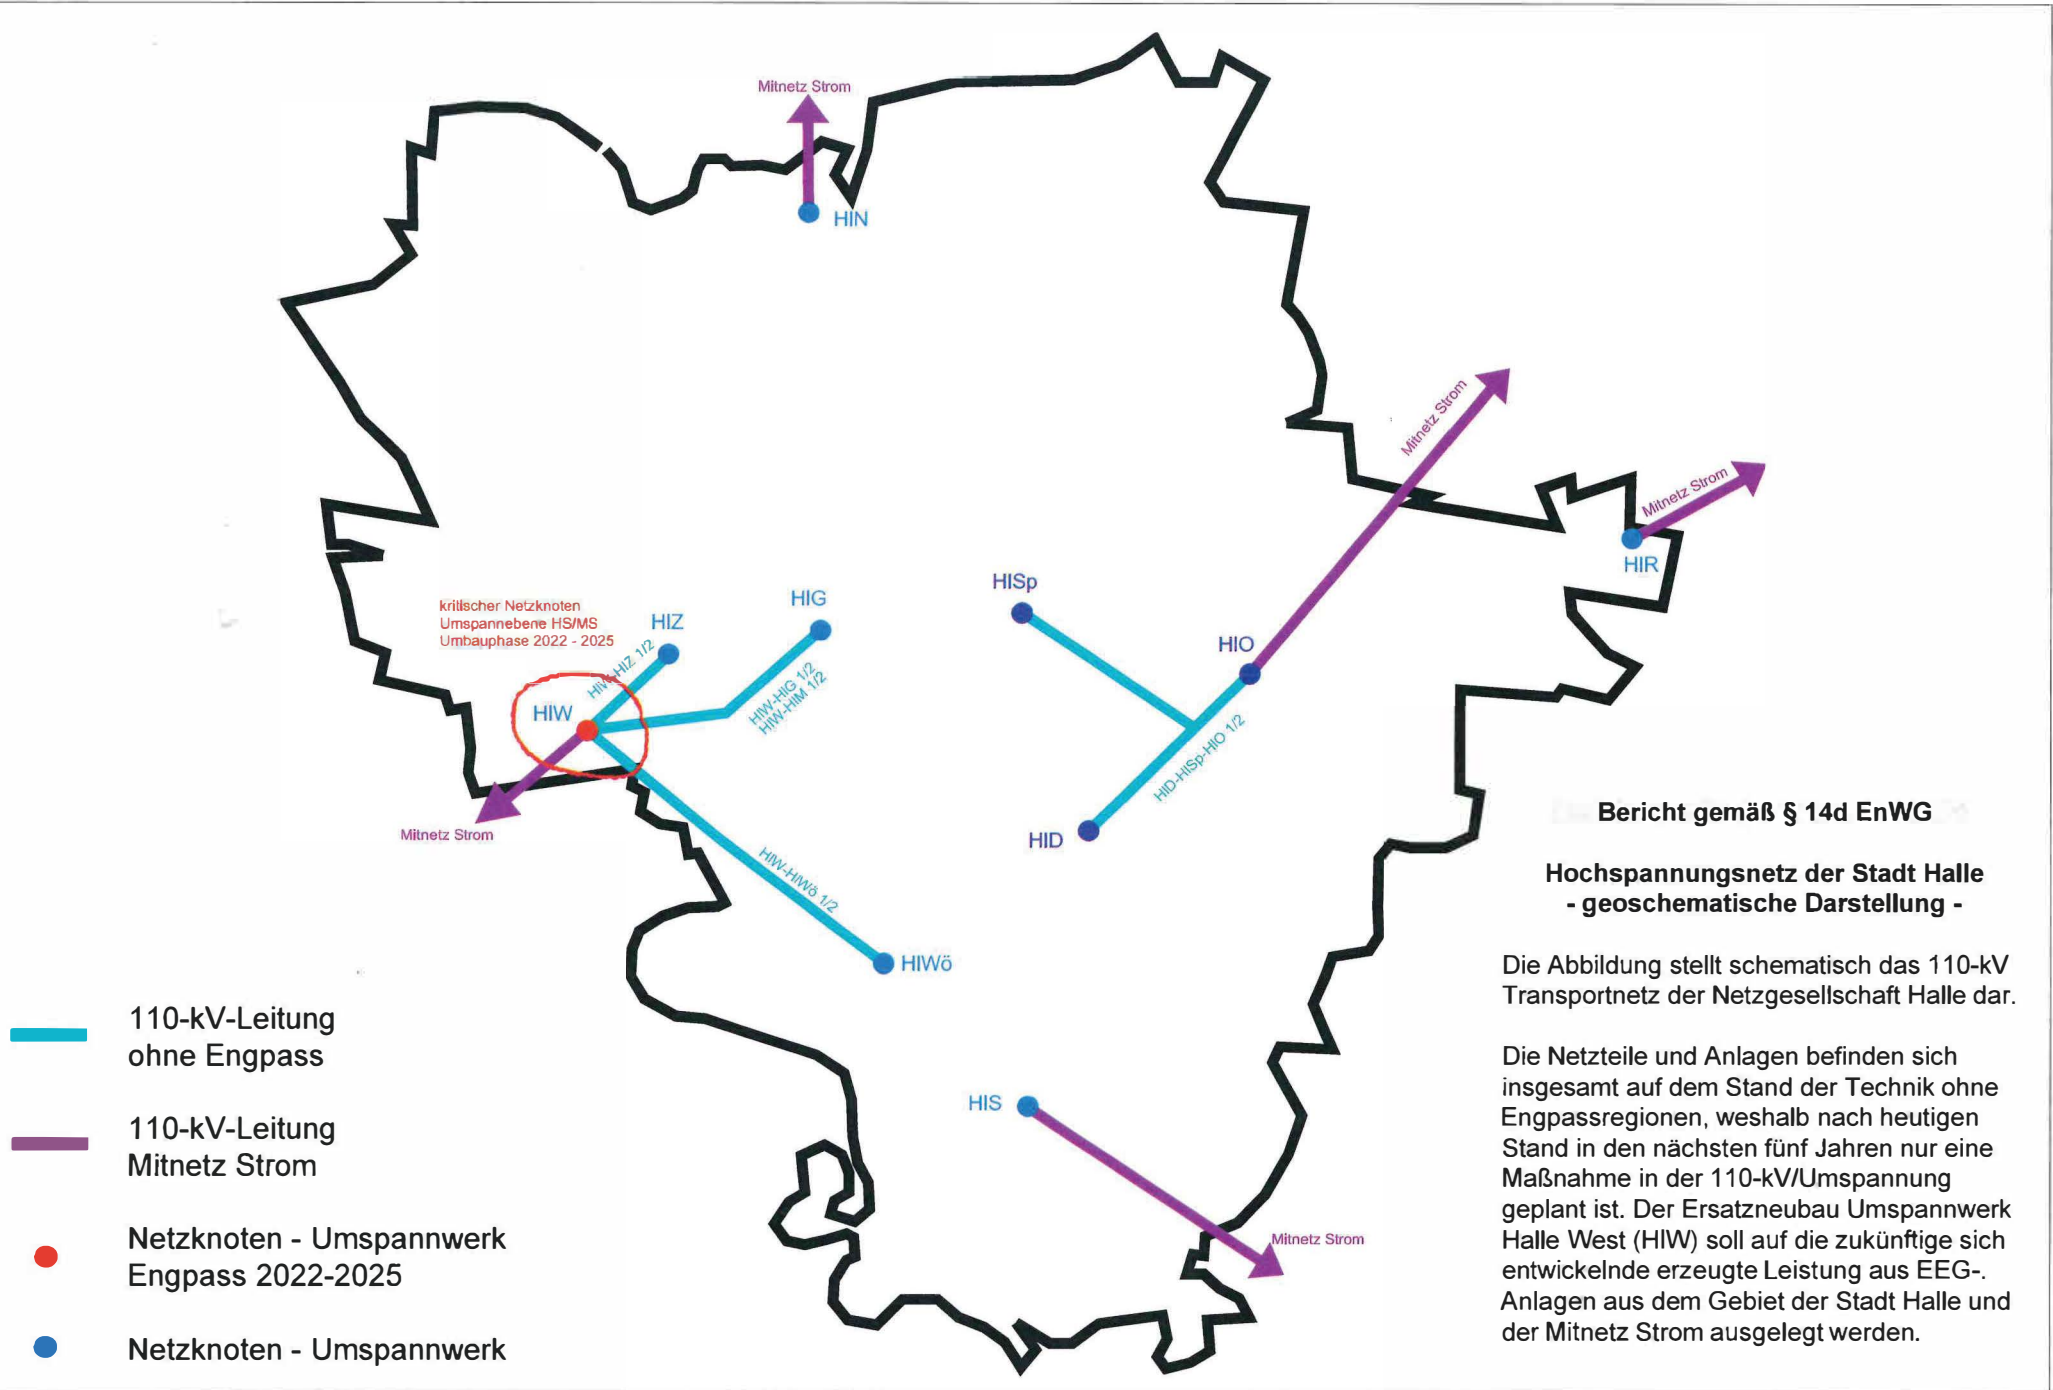 Mitnetz Strom
HIN
Mitnetz Strom
Mitnetz Strom
HIR
kritischer Netzknoten
Umspannebene HS/MS
Umbauphase 2022 - 2025
HIZ
HIG
HISp
HIO
HIW-HIZ 1/2
HIW-HIG 1/2
HIW-HIM 1/2
HIW
HID-HISp-HIO 1/2
Mitnetz Strom
HID
HIW-HIWö 1/2
HIWö
HIS
Mitnetz Strom
110-kV-Leitung
ohne Engpass
110-kV-Leitung
Mitnetz Strom
Netzknoten - Umspannwerk
Engpass 2022-2025
Netzknoten - Umspannwerk
Bericht gemäß § 14d EnWG
Hochspannungsnetz der Stadt Halle
- geoschematische Darstellung -
Die Abbildung stellt schematisch das 110-kV
Transportnetz der Netzgesellschaft Halle dar.
Die Netzteile und Anlagen befinden sich
insgesamt auf dem Stand der Technik ohne
Engpassregionen, weshalb nach heutigen
Stand in den nächsten fünf Jahren nur eine
Maßnahme in der 110-kV/Umspannung
geplant ist. Der Ersatzneubau Umspannwerk
Halle West (HIW) soll auf die zukünftige sich
entwickelnde erzeugte Leistung aus EEG-.
Anlagen aus dem Gebiet der Stadt Halle und
der Mitnetz Strom ausgelegt werden.